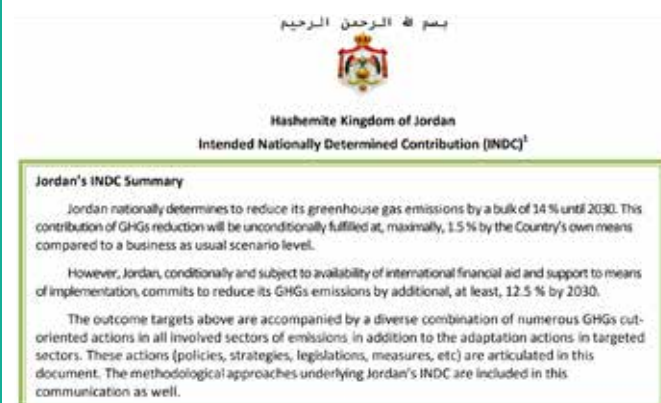 بسم الله الرحمن الرحيم
Hashemite Kingdom of Jordan
Intended Nationally Determined Contribution (INDC)¹
Jordan's INDC Summary
Jordan nationally determines to reduce its greenhouse gas emissions by a bulk of 14 % until 2030. This
contribution of GHGs reduction will be unconditionally fulfilled at, maximally, 1.5 % by the Country's own means
compared to a business as usual scenario level.
However, Jordan, conditionally and subject to availability of international financial aid and support to means
of implementation, commits to reduce its GHGs emissions by additional, at least, 12.5 % by 2030.
The outcome targets above are accompanied by a diverse combination of numerous GHGs cut-
oriented actions in all involved sectors of emissions in addition to the adaptation actions in targeted
sectors. These actions (policies, strategies, legislations, measures, etc) are articulated in this
document. The methodological approaches underlying Jordan's INDC are included in this
communication as well.